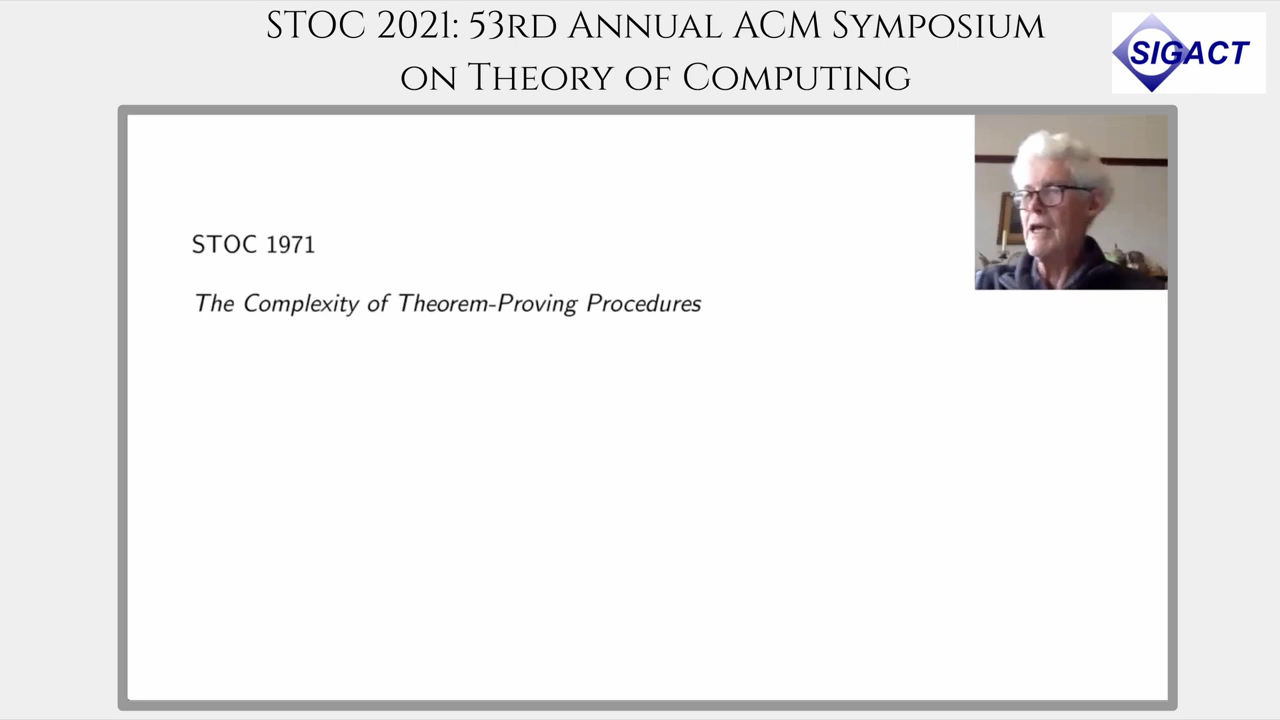 STOC 2021: 53rd Annual ACM Symposium
on Theory of Computing
SIGACT
STOC 1971
The Complexity of Theorem-Proving Procedures